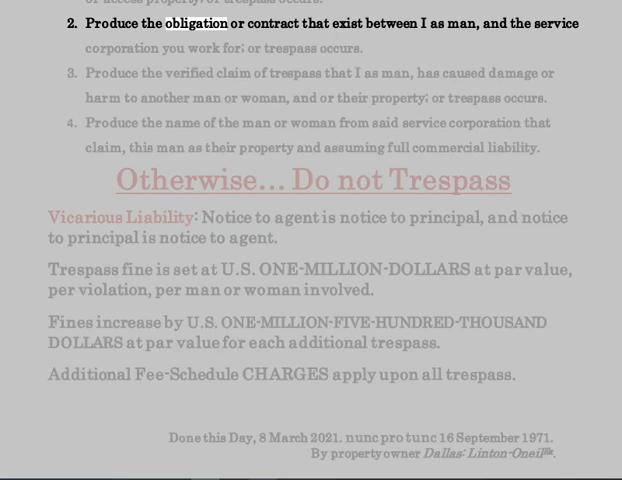 or access property; or trespass occurs.
2. Produce the obligation or contract that exist between I as man, and the service
corporation you work for; or trespass occurs.
3. Produce the verified claim of trespass that I as man, has caused damage or
harm to another man or woman, and or their property; or trespass occurs.
4. Produce the name of the man or woman from said service corporation that
claim, this man as their property and assuming full commercial liability.
Otherwise... Do not Trespass
Vicarious Liability: Notice to agent is notice to principal, and notice
to principal is notice to agent.
Trespass fine is set at U.S. ONE-MILLION-DOLLARS at par value,
per violation, per man or woman involved.
Fines increase by U.S. ONE-MILLION-FIVE-HUNDRED-THOUSAND
DOLLARS at par value for each additional trespass.
Additional Fee-Schedule CHARGES apply upon all trespass.
Done this Day, 8 March 2021. nunc pro tunc 16 September 1971.
By property owner Dallas: Linton-Oneil